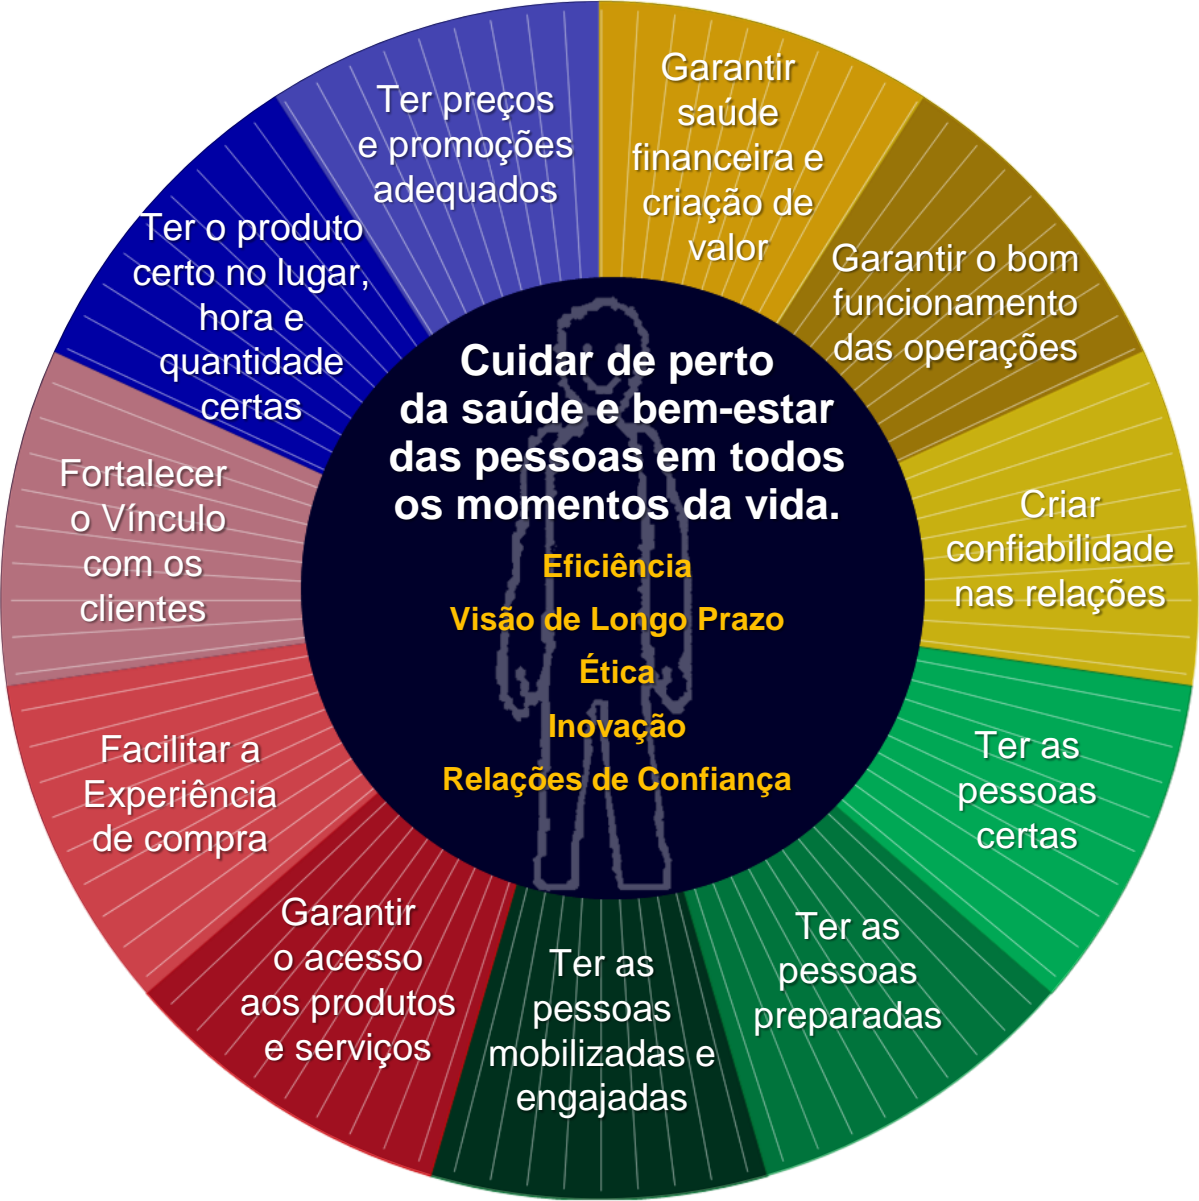 Garantir
saúde
financeira e
criação de
valor
Garantir o bom
funcionamento
das operações
Criar
confiabilidade
nas relações
Ter as
pessoas
certas
Ter as
pessoas
preparadas
Ter as
pessoas
mobilizadas e
engajadas
Garantir
o acesso
aos produtos
e serviços
Facilitar a
Experiência
de compra
Fortalecer
o Vínculo
com os
clientes
Ter o produto
certo no lugar,
hora e
quantidade
certas
Ter preços
e promoções
adequados
Cuidar de perto
da saúde e bem-estar
das pessoas em todos
os momentos da vida.
Eficiência
Visão de Longo Prazo
Ética
Inovação
Relações de Confiança